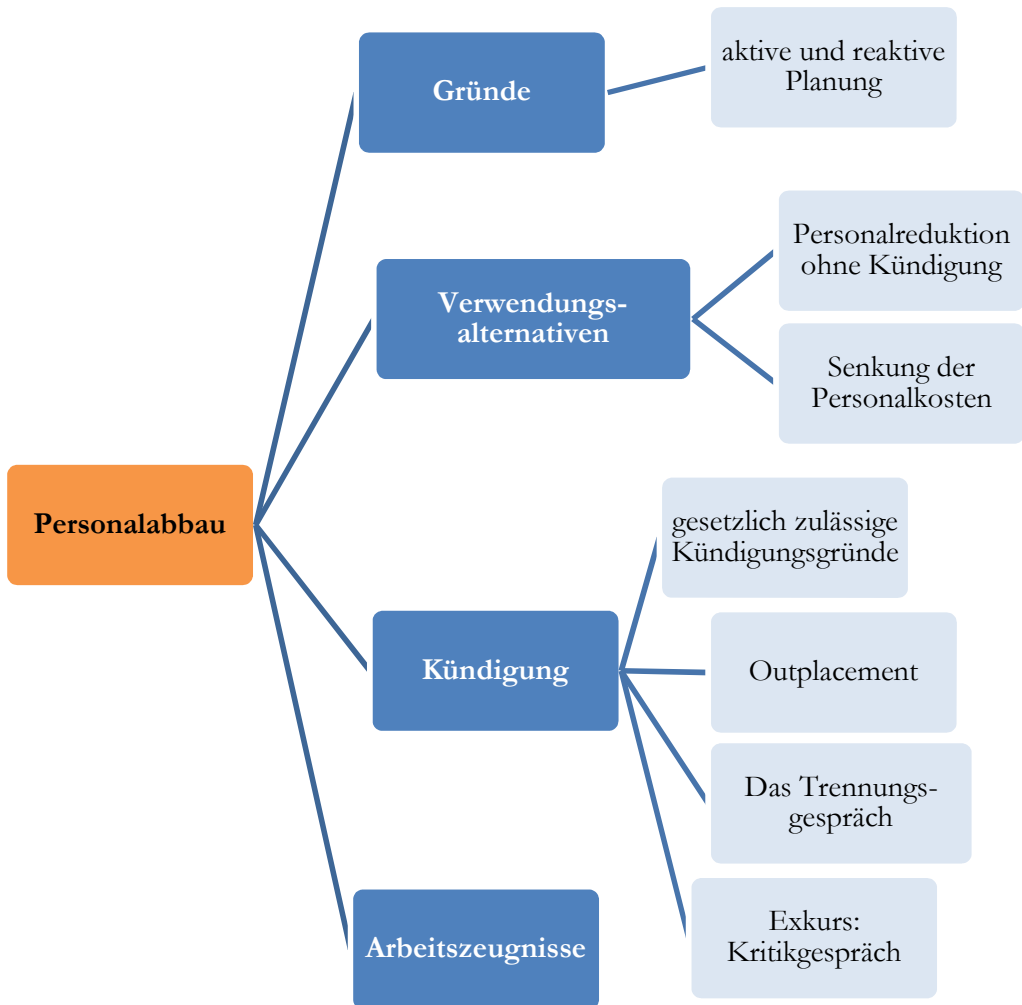 Personalabbau
Gründe
aktive und reaktive
Planung
Verwendungs-
alternativen
Personalreduktion
ohne Kündigung
Senkung der
Personalkosten
Kündigung
gesetzlich zulässige
Kündigungsgründe
Outplacement
Das Trennungs-
gespräch
Exkurs:
Kritikgespräch
Arbeitszeugnisse